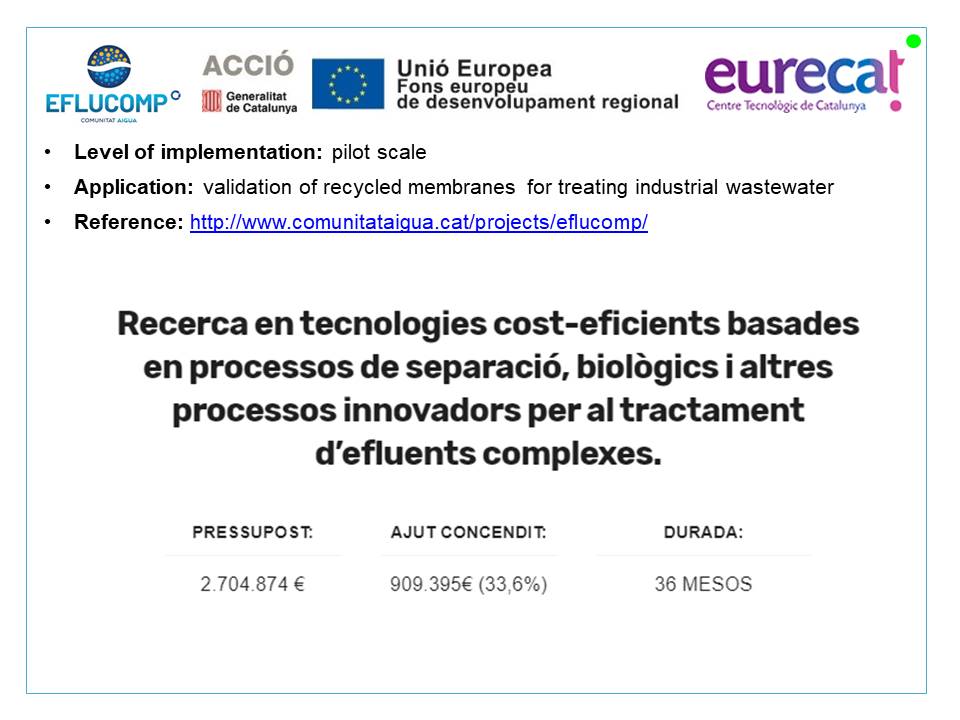 EFLUCOMP
COMUNITAT AIGUA
ACCIÓ
Generalitat
de Catalunya
Unió Europea
Fons europeu
de desenvolupament regional
eurecat
Centre Tecnològic de Catalunya
• Level of implementation: pilot scale
• Application: validation of recycled membranes for treating industrial wastewater
• Reference: http://www.comunitataigua.cat/projects/eflucomp/
Recerca en tecnologies cost-eficients basades
en processos de separació, biològics i altres
processos innovadors per al tractament
d'efluents complexes.
PRESSUPOST: AJUT CONCENDIT: DURADA:
2.704.874 € 909.395€ (33,6%) 36 MESOS